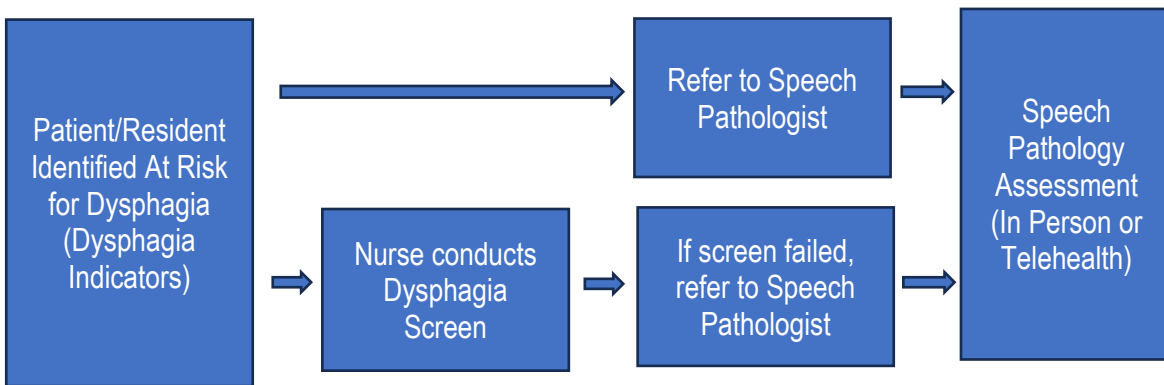 Patient/Resident
Identified At Risk
for Dysphagia
(Dysphagia
Indicators)
Refer to Speech
Pathologist
Nurse conducts
Dysphagia
Screen
If screen failed,
refer to Speech
Pathologist
Speech
Pathology
Assessment
(In Person or
Telehealth)